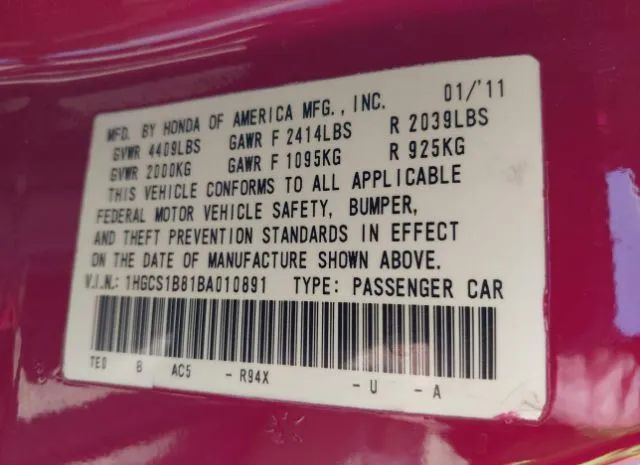 MFD. BY HONDA OF AMERICA MFG., INC. 01/'11
GVWR 4409LBS GAWR F 2414LBS R 2039LBS
GVWR 2000KG GAWR F 1095KG R 925KG
THIS VEHICLE CONFORMS TO ALL APPLICABLE
FEDERAL MOTOR VEHICLE SAFETY, BUMPER,
AND THEFT PREVENTION STANDARDS IN EFFECT
ON THE DATE OF MANUFACTURE SHOWN ABOVE.
V.I.N.: 1HGCS1B81BA010891 TYPE: PASSENGER CAR
TE0 B AC5 - R94X - U - A